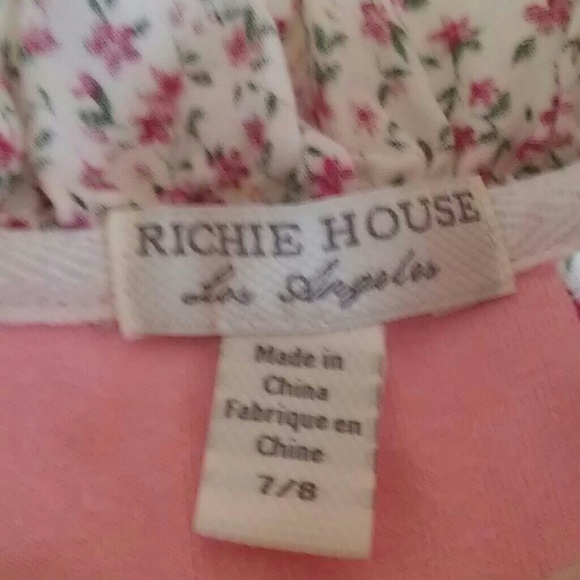 RICHIE HOUSE
Los Angeles
Made in
China
Fabrique en
Chine
7/8